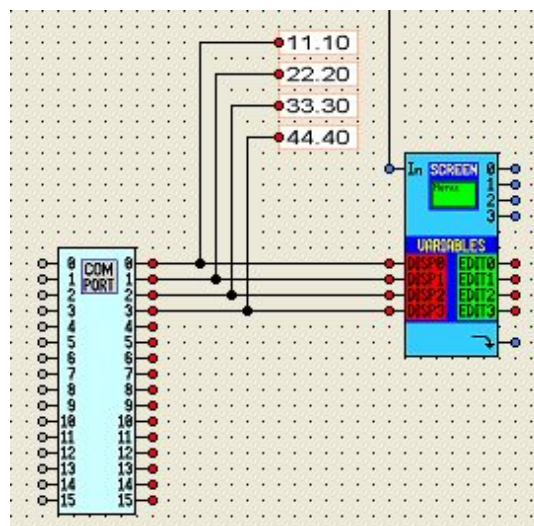 11.10
22.20
33.30
44.40
In SCREEN 0
Menus 1
2
3
VARIABLES
DISP0 EDIT0
DISP1 EDIT1
DISP2 EDIT2
DISP3 EDIT3
0 COM 0
1 PORT 1
2 2
3 3
4 4
5 5
6 6
7 7
8 8
9 9
10 10
11 11
12 12
13 13
14 14
15 15